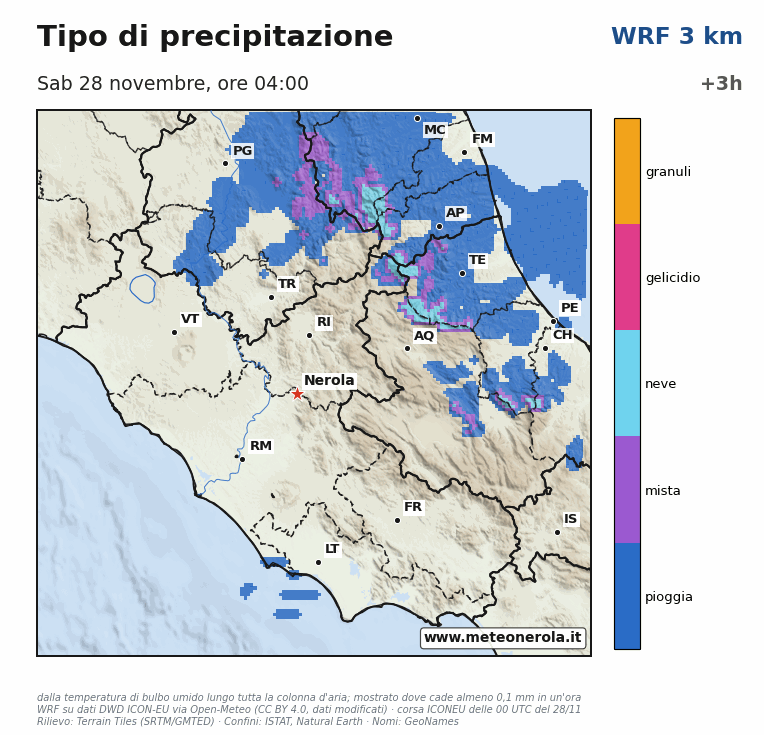 Tipo di precipitazione
WRF 3 km
Sab 28 novembre, ore 04:00
+3h
MC
FM
PG
AP
TE
TR
PE
VT
RI
AQ
CH
Nerola
RM
FR
IS
LT
www.meteonerola.it
granuli
gelicidio
neve
mista
pioggia
dalla temperatura di bulbo umido lungo tutta la colonna d'aria; mostrato dove cade almeno 0,1 mm in un'ora
WRF su dati DWD ICON-EU via Open-Meteo (CC BY 4.0, dati modificati) · corsa ICONEU delle 00 UTC del 28/11
Rilievo: Terrain Tiles (SRTM/GMTED) · Confini: ISTAT, Natural Earth · Nomi: GeoNames